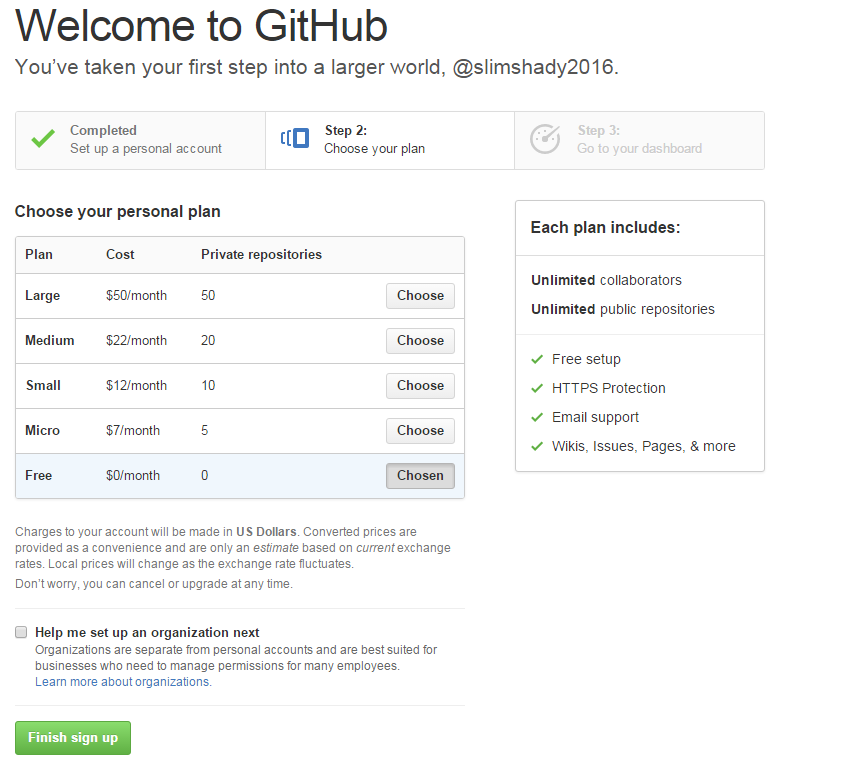 Welcome to GitHub
You’ve taken your first step into a larger world, @slimshady2016.
Completed
Set up a personal account
Step 2:
Choose your plan
Step 3:
Go to your dashboard
Choose your personal plan
Plan Cost Private repositories
Large $50/month 50 Choose
Medium $22/month 20 Choose
Small $12/month 10 Choose
Micro $7/month 5 Choose
Free $0/month 0 Chosen
Charges to your account will be made in US Dollars. Converted prices are
provided as a convenience and are only an estimate based on current exchange
rates. Local prices will change as the exchange rate fluctuates.
Don’t worry, you can cancel or upgrade at any time.
Help me set up an organization next
Organizations are separate from personal accounts and are best suited for
businesses who need to manage permissions for many employees.
Learn more about organizations.
Finish sign up
Each plan includes:
Unlimited collaborators
Unlimited public repositories
Free setup
HTTPS Protection
Email support
Wikis, Issues, Pages, & more